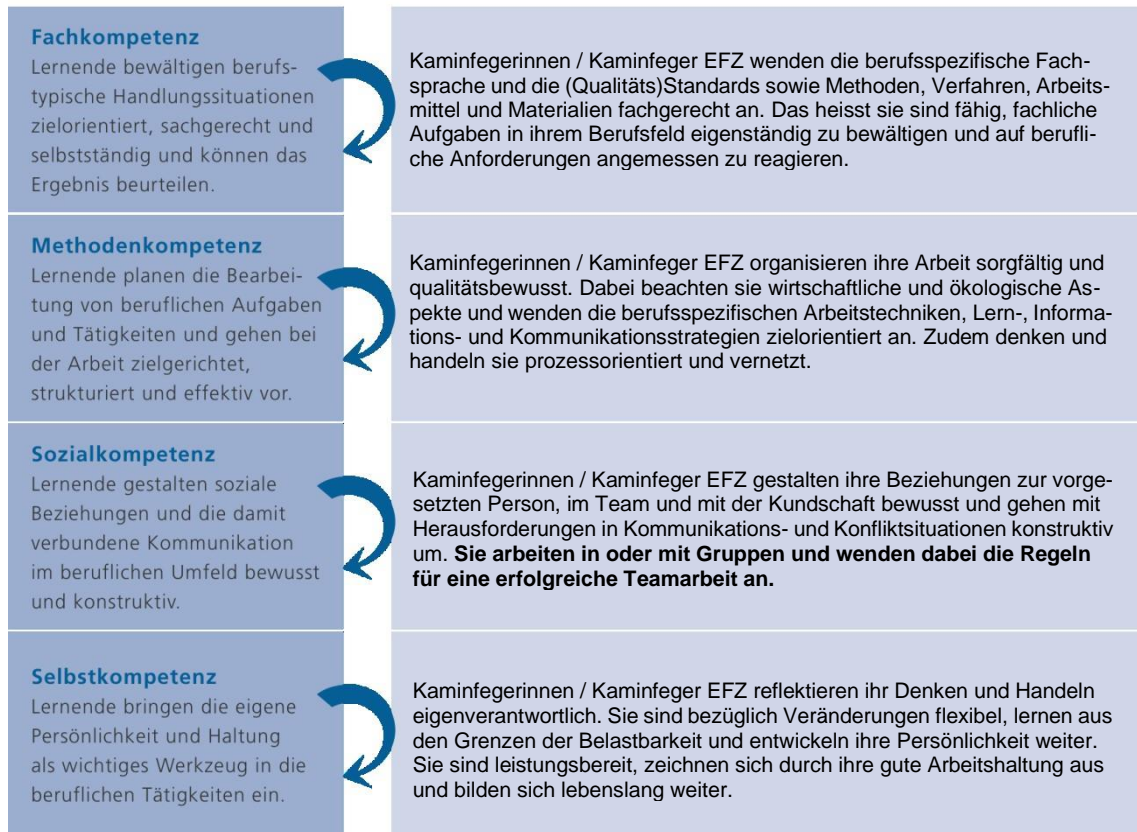 Fachkompetenz
Lernende bewältigen berufs-
typische Handlungssituationen
zielorientiert, sachgerecht und
selbstständig und können das
Ergebnis beurteilen.
Kaminfegerinnen / Kaminfeger EFZ wenden die berufsspezifische Fach-
sprache und die (Qualitäts)Standards sowie Methoden, Verfahren, Arbeits-
mittel und Materialien fachgerecht an. Das heisst sie sind fähig, fachliche
Aufgaben in ihrem Berufsfeld eigenständig zu bewältigen und auf berufli-
che Anforderungen angemessen zu reagieren.
Methodenkompetenz
Lernende planen die Bearbei-
tung von beruflichen Aufgaben
und Tätigkeiten und gehen bei
der Arbeit zielgerichtet,
strukturiert und effektiv vor.
Kaminfegerinnen / Kaminfeger EFZ organisieren ihre Arbeit sorgfältig und
qualitätsbewusst. Dabei beachten sie wirtschaftliche und ökologische As-
pekte und wenden die berufsspezifischen Arbeitstechniken, Lern-, Informa-
tions- und Kommunikationsstrategien zielorientiert an. Zudem denken und
handeln sie prozessorientiert und vernetzt.
Sozialkompetenz
Lernende gestalten soziale
Beziehungen und die damit
verbundene Kommunikation
im beruflichen Umfeld bewusst
und konstruktiv.
Kaminfegerinnen / Kaminfeger EFZ gestalten ihre Beziehungen zur vorge-
setzten Person, im Team und mit der Kundschaft bewusst und gehen mit
Herausforderungen in Kommunikations- und Konfliktsituationen konstruktiv
um. Sie arbeiten in oder mit Gruppen und wenden dabei die Regeln
für eine erfolgreiche Teamarbeit an.
Selbstkompetenz
Lernende bringen die eigene
Persönlichkeit und Haltung
als wichtiges Werkzeug in die
beruflichen Tätigkeiten ein.
Kaminfegerinnen / Kaminfeger EFZ reflektieren ihr Denken und Handeln
eigenverantwortlich. Sie sind bezüglich Veränderungen flexibel, lernen aus
den Grenzen der Belastbarkeit und entwickeln ihre Persönlichkeit weiter.
Sie sind leistungsbereit, zeichnen sich durch ihre gute Arbeitshaltung aus
und bilden sich lebenslang weiter.